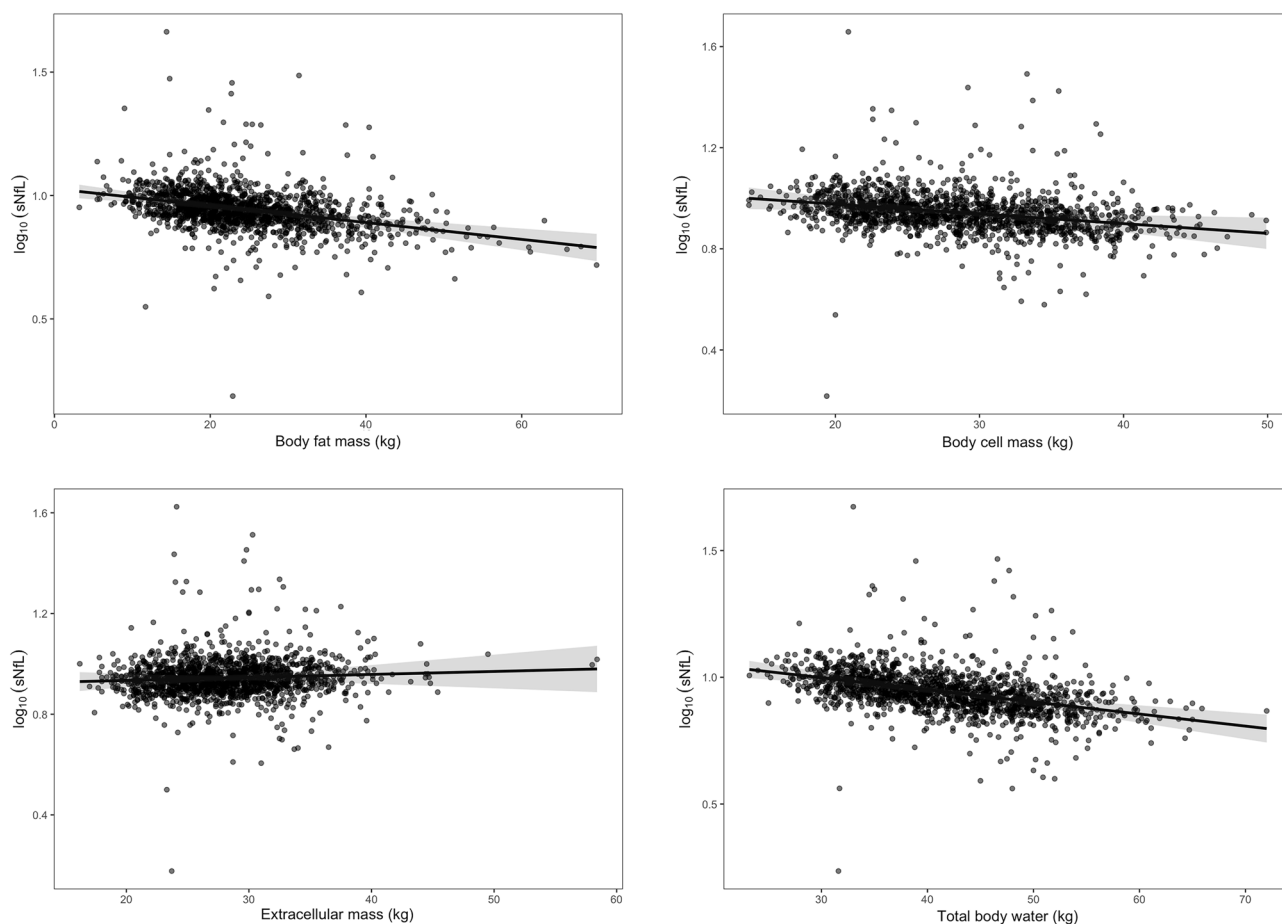 1.5
1.0
0.5
log10 (sNfL)
0 20 40 60
Body fat mass (kg)
1.6
1.2
0.8
0.4
log10 (sNfL)
20 30 40 50
Body cell mass (kg)
1.6
1.2
0.8
0.4
log10 (sNfL)
20 30 40 50 60
Extracellular mass (kg)
1.5
1.0
0.5
log10 (sNfL)
30 40 50 60 70
Total body water (kg)